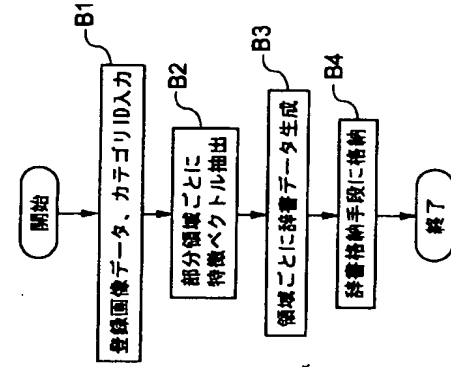 開始
登録画像データ、カテゴリID入力
B1
部分領域ごとに
特徴ベクトル抽出
B2
領域ごとに辞書データ生成
B3
辞書格納手段に格納
B4
終了